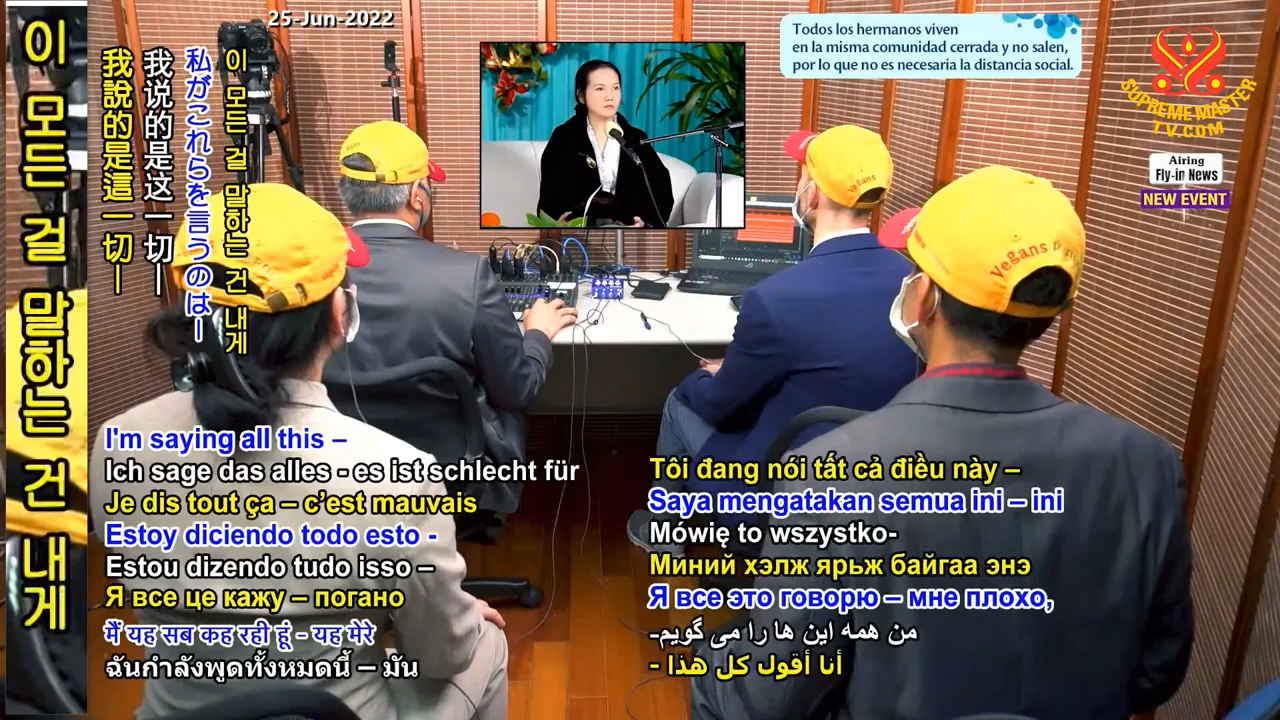 이 모든 걸 말하는 건 내게
25-Jun-2022
我說的是這一切—
我说的是这一切—
私がこれらを言うのは—
이 모든 걸 말하는 건 내게
Todos los hermanos viven
en la misma comunidad cerrada y no salen,
por lo que no es necesaria la distancia social.
SUPREME MASTER
TV.COM
Airing
Fly-in News
NEW EVENT
Vegans
Vegans
I'm saying all this –
Ich sage das alles - es ist schlecht für
Je dis tout ça – c’est mauvais
Estoy diciendo todo esto -
Estou dizendo tudo isso –
Я все це кажу – погано
मैं यह सब कह रही हूं - यह मेरे
ฉันกำลังพูดทั้งหมดนี้ – มัน
Tôi đang nói tất cả điều này –
Saya mengatakan semua ini – ini
Mówię to wszystko-
Миний хэлж ярьж байгаа энэ
Я все это говорю – мне плохо,
من همه این ها را می گویم-
أنا أقول كل هذا -